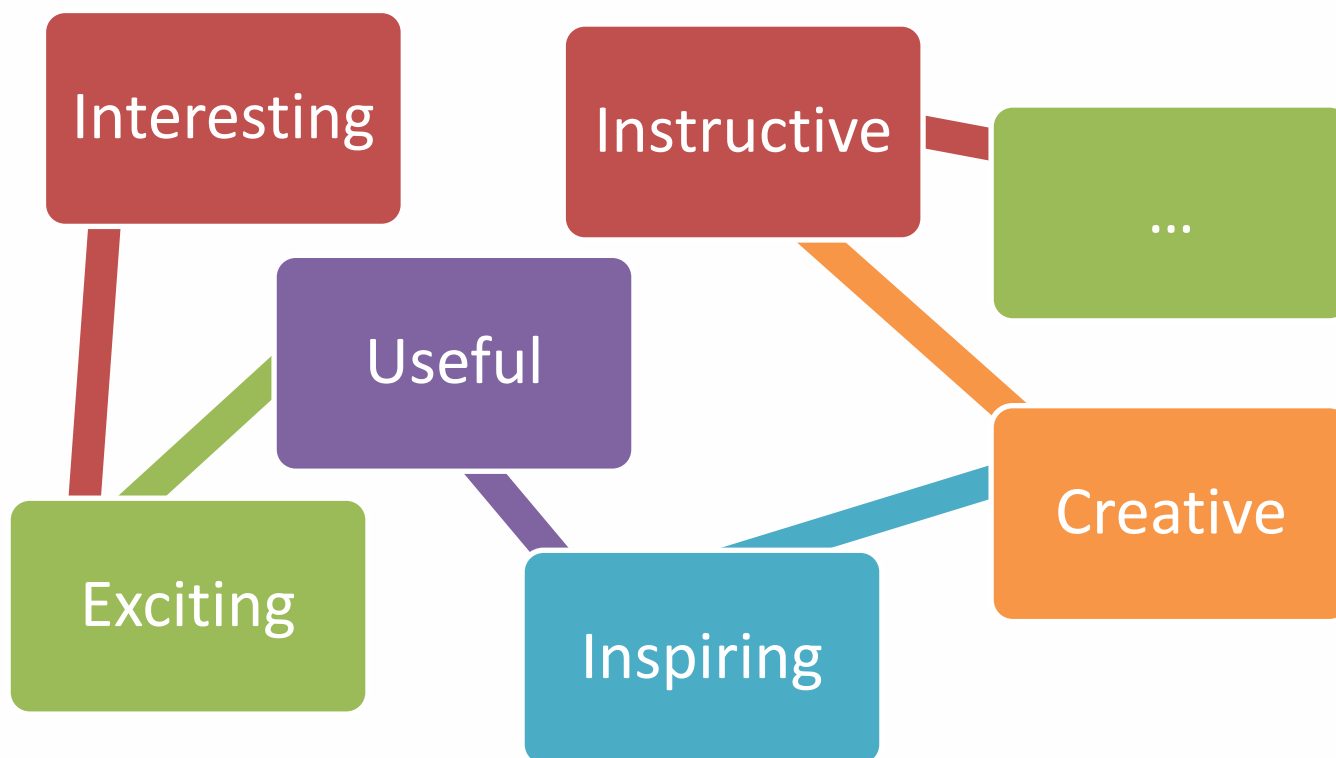 Interesting
Instructive
...
Useful
Creative
Exciting
Inspiring